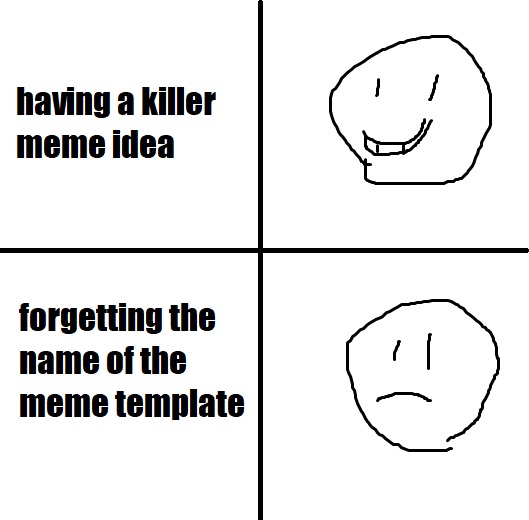 having a killer
meme idea
forgetting the
name of the
meme template